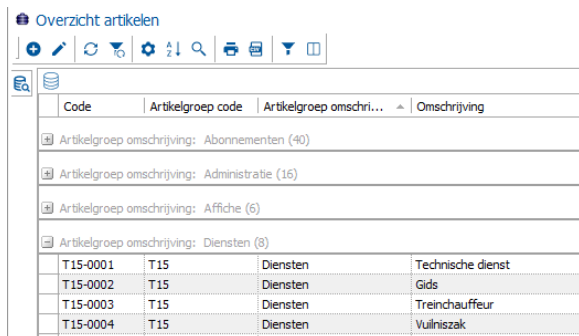 Overzicht artikelen
Code Artikelgroep code Artikelgroep omschri... Omschrijving
Artikelgroep omschrijving: Abonnementen (40)
Artikelgroep omschrijving: Administratie (16)
Artikelgroep omschrijving: Affiche (6)
Artikelgroep omschrijving: Diensten (8)
T15-0001 T15 Diensten Technische dienst
T15-0002 T15 Diensten Gids
T15-0003 T15 Diensten Treinchauffeur
T15-0004 T15 Diensten Vuilniszak